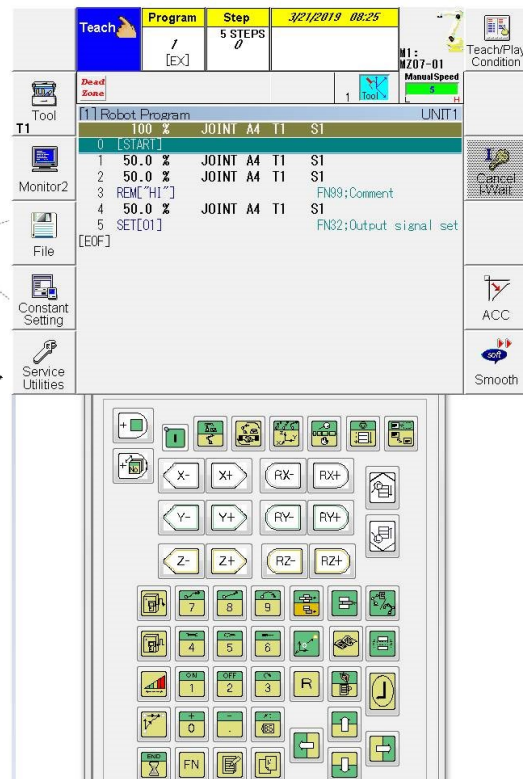 Teach
Program
1
[EX]
Step
5 STEPS
0
3/21/2019 08:25
M1:
MZ07-01
Teach/Play
Condition
Dead
Zone
1 Tool
Manual Speed
5
L H
Tool
T1
[1] Robot Program UNIT1
100 % JOINT A4 T1 S1
0 [START]
1 50.0 % JOINT A4 T1 S1
2 50.0 % JOINT A4 T1 S1
3 REM["HI"] FN99;Comment
4 50.0 % JOINT A4 T1 S1
5 SET[01] FN32;Output signal set
[EOF]
Monitor2
File
Constant
Setting
Service
Utilities
Cancel
I-Wait
ACC
soft
Smooth
X- X+ RX- RX+
Y- Y+ RY- RY+
Z- Z+ RZ- RZ+
7 8 9
4 5 6
ON OFF
1 2 3 R
+ -
0 .
END
FN